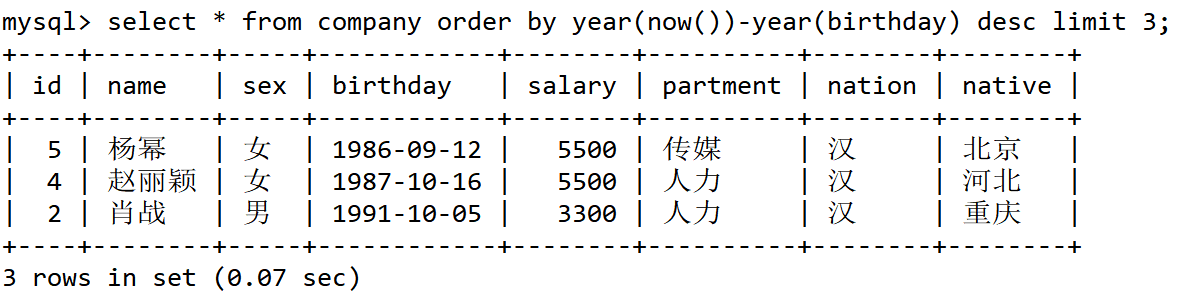 mysql> select * from company order by year(now())-year(birthday) desc limit 3;
+----+--------+-----+------------+--------+----------+--------+--------+
| id | name   | sex | birthday   | salary | partment | nation | native |
+----+--------+-----+------------+--------+----------+--------+--------+
|  5 | 杨幂   | 女  | 1986-09-12 |   5500 | 传媒     | 汉     | 北京   |
|  4 | 赵丽颖 | 女  | 1987-10-16 |   5500 | 人力     | 汉     | 河北   |
|  2 | 肖战   | 男  | 1991-10-05 |   3300 | 人力     | 汉     | 重庆   |
+----+--------+-----+------------+--------+----------+--------+--------+
3 rows in set (0.07 sec)